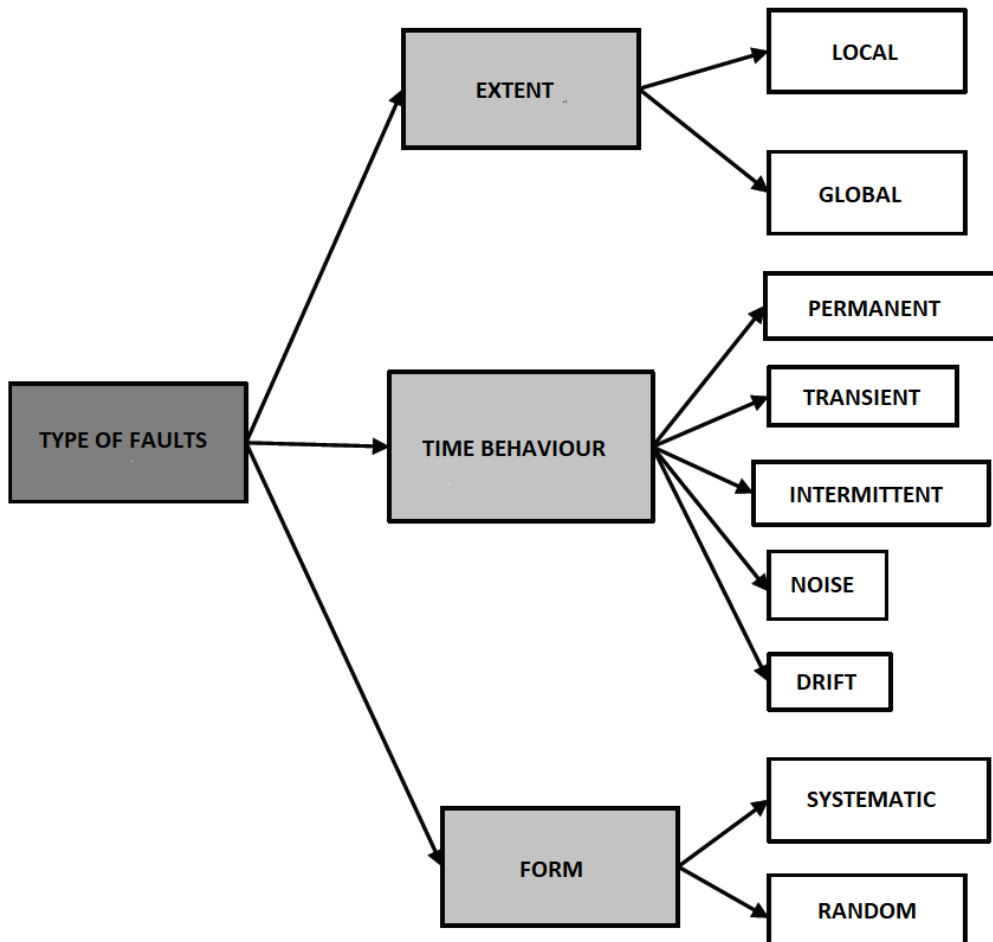 EXTENT
LOCAL
GLOBAL
TYPE OF FAULTS
TIME BEHAVIOUR
PERMANENT
TRANSIENT
INTERMITTENT
NOISE
DRIFT
FORM
SYSTEMATIC
RANDOM